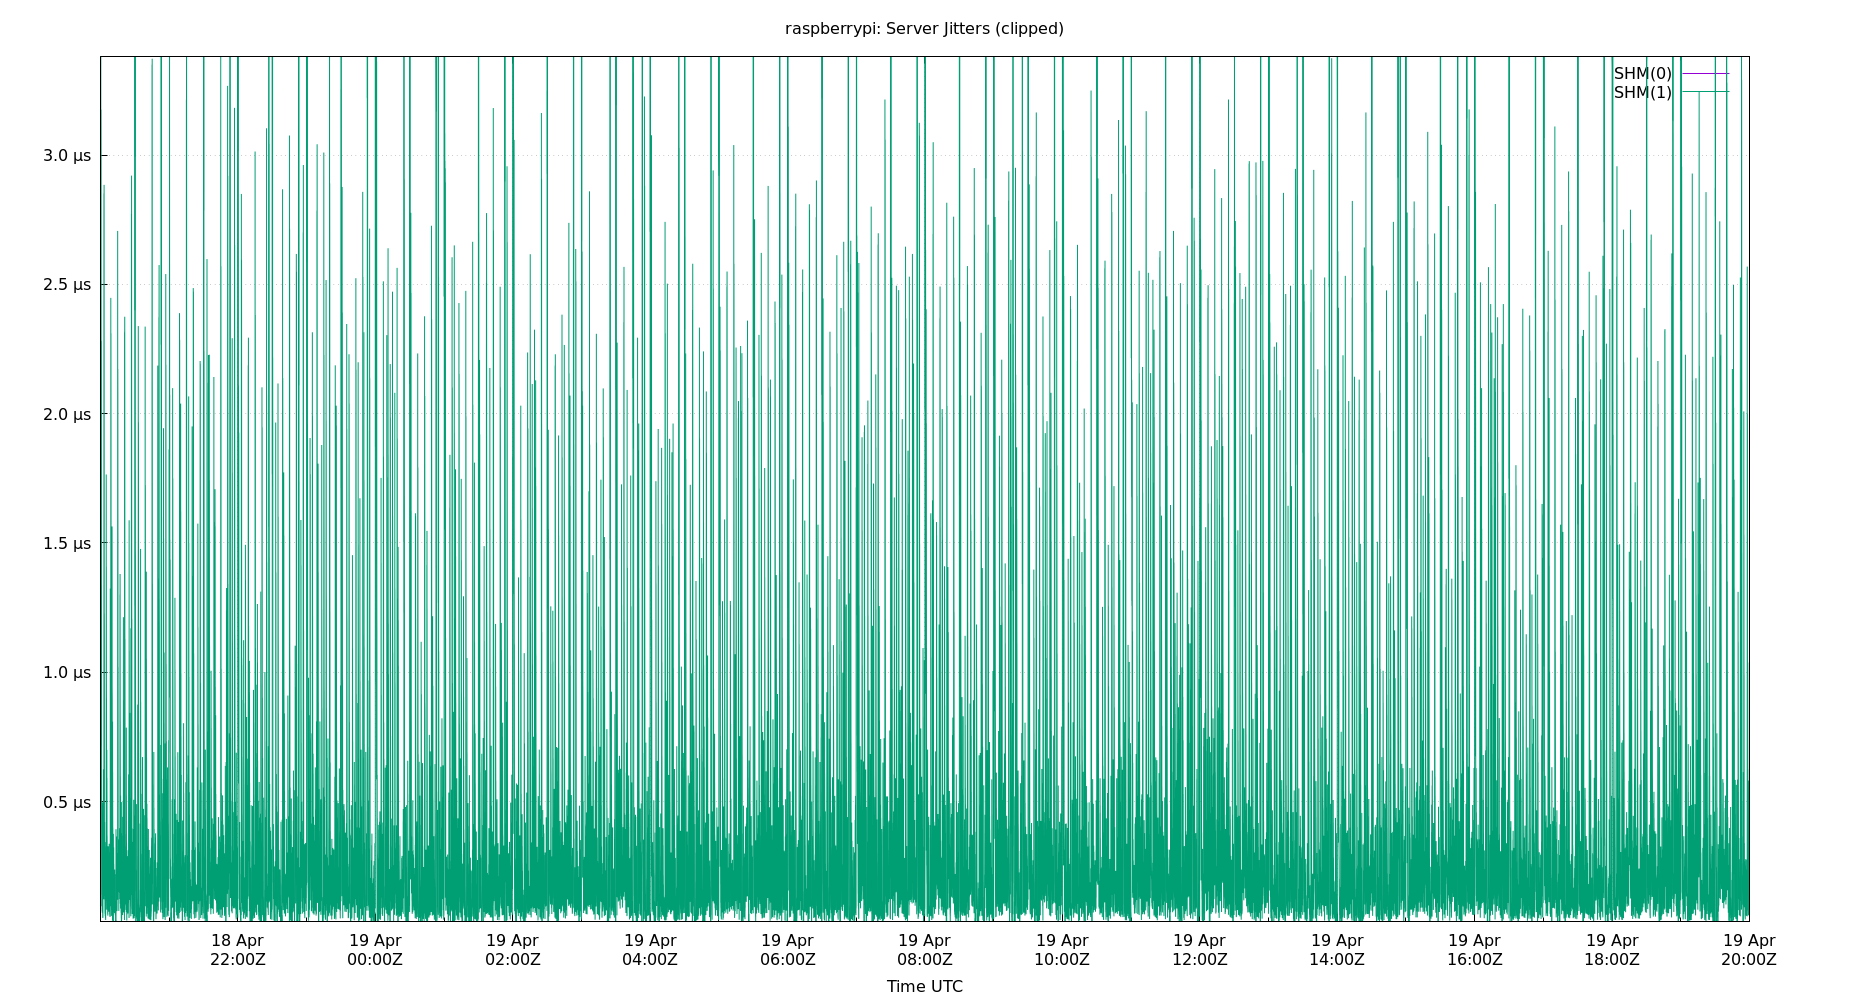 raspberrypi: Server Jitters (clipped)
SHM(0)
SHM(1)
3.0 µs
2.5 µs
2.0 µs
1.5 µs
1.0 µs
0.5 µs
18 Apr 19 Apr 19 Apr 19 Apr 19 Apr 19 Apr 19 Apr 19 Apr 19 Apr 19 Apr 19 Apr 19 Apr
22:00Z 00:00Z 02:00Z 04:00Z 06:00Z 08:00Z 10:00Z 12:00Z 14:00Z 16:00Z 18:00Z 20:00Z
Time UTC